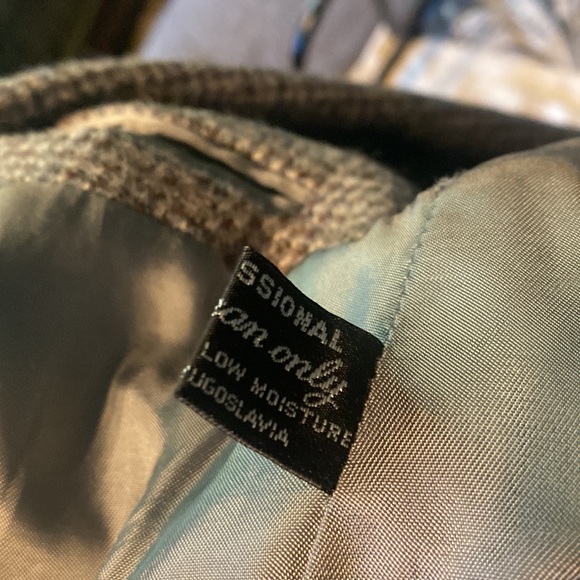 SSIONAL
an only
LOW MOISTURE
UGOSLAVIA